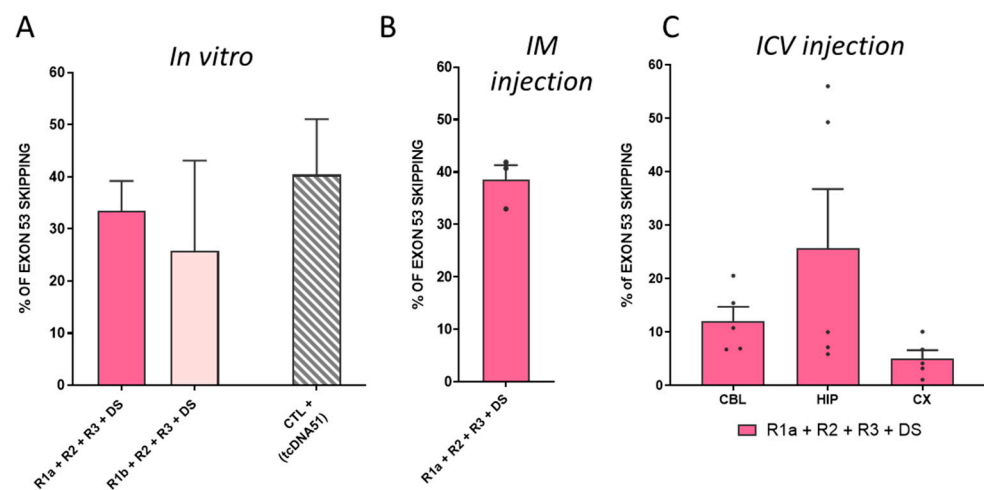 A
In vitro
% OF EXON 53 SKIPPING
60
50
40
30
20
10
0
R1a + R2 + R3 + DS
R1b + R2 + R3 + DS
CTL +
(tcDNA51)
B
IM
injection
% OF EXON 53 SKIPPING
60
50
40
30
20
10
0
R1a + R2 + R3 + DS
C
ICV injection
% of EXON 53 SKIPPING
60
50
40
30
20
10
0
CBL
HIP
CX
R1a + R2 + R3 + DS